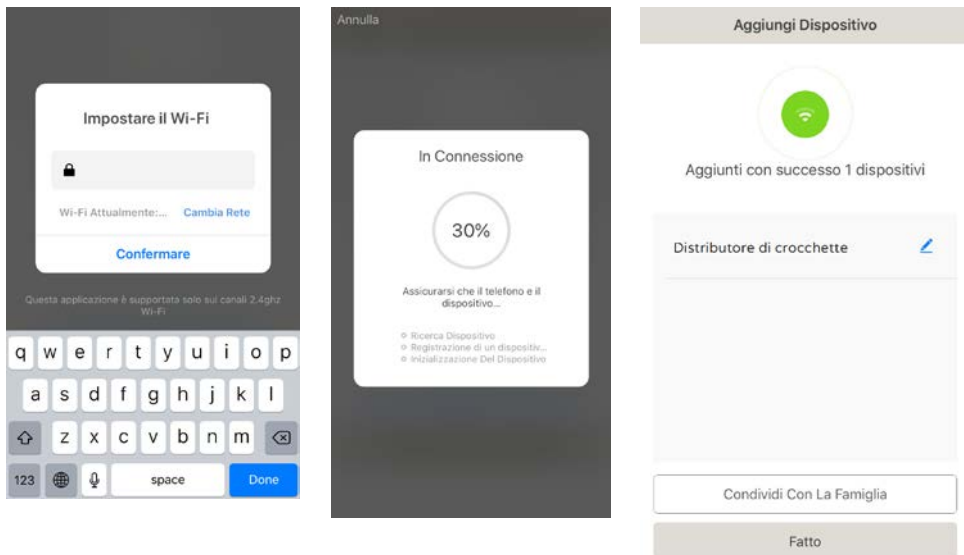 Impostare il Wi-Fi
Wi-Fi Attualmente:... Cambia Rete
Confermare
Questa applicazione è supportata solo sui canali 2.4ghz
Wi-Fi
q w e r t y u i o p
a s d f g h j k l
z x c v b n m
123 space Done
Annulla
In Connessione
30%
Assicurarsi che il telefono e il
dispositivo...
Ricerca Dispositivo
Registrazione di un dispositiv...
Inizializzazione Del Dispositivo
Aggiungi Dispositivo
Aggiunti con successo 1 dispositivi
Distributore di crocchette
Condividi Con La Famiglia
Fatto